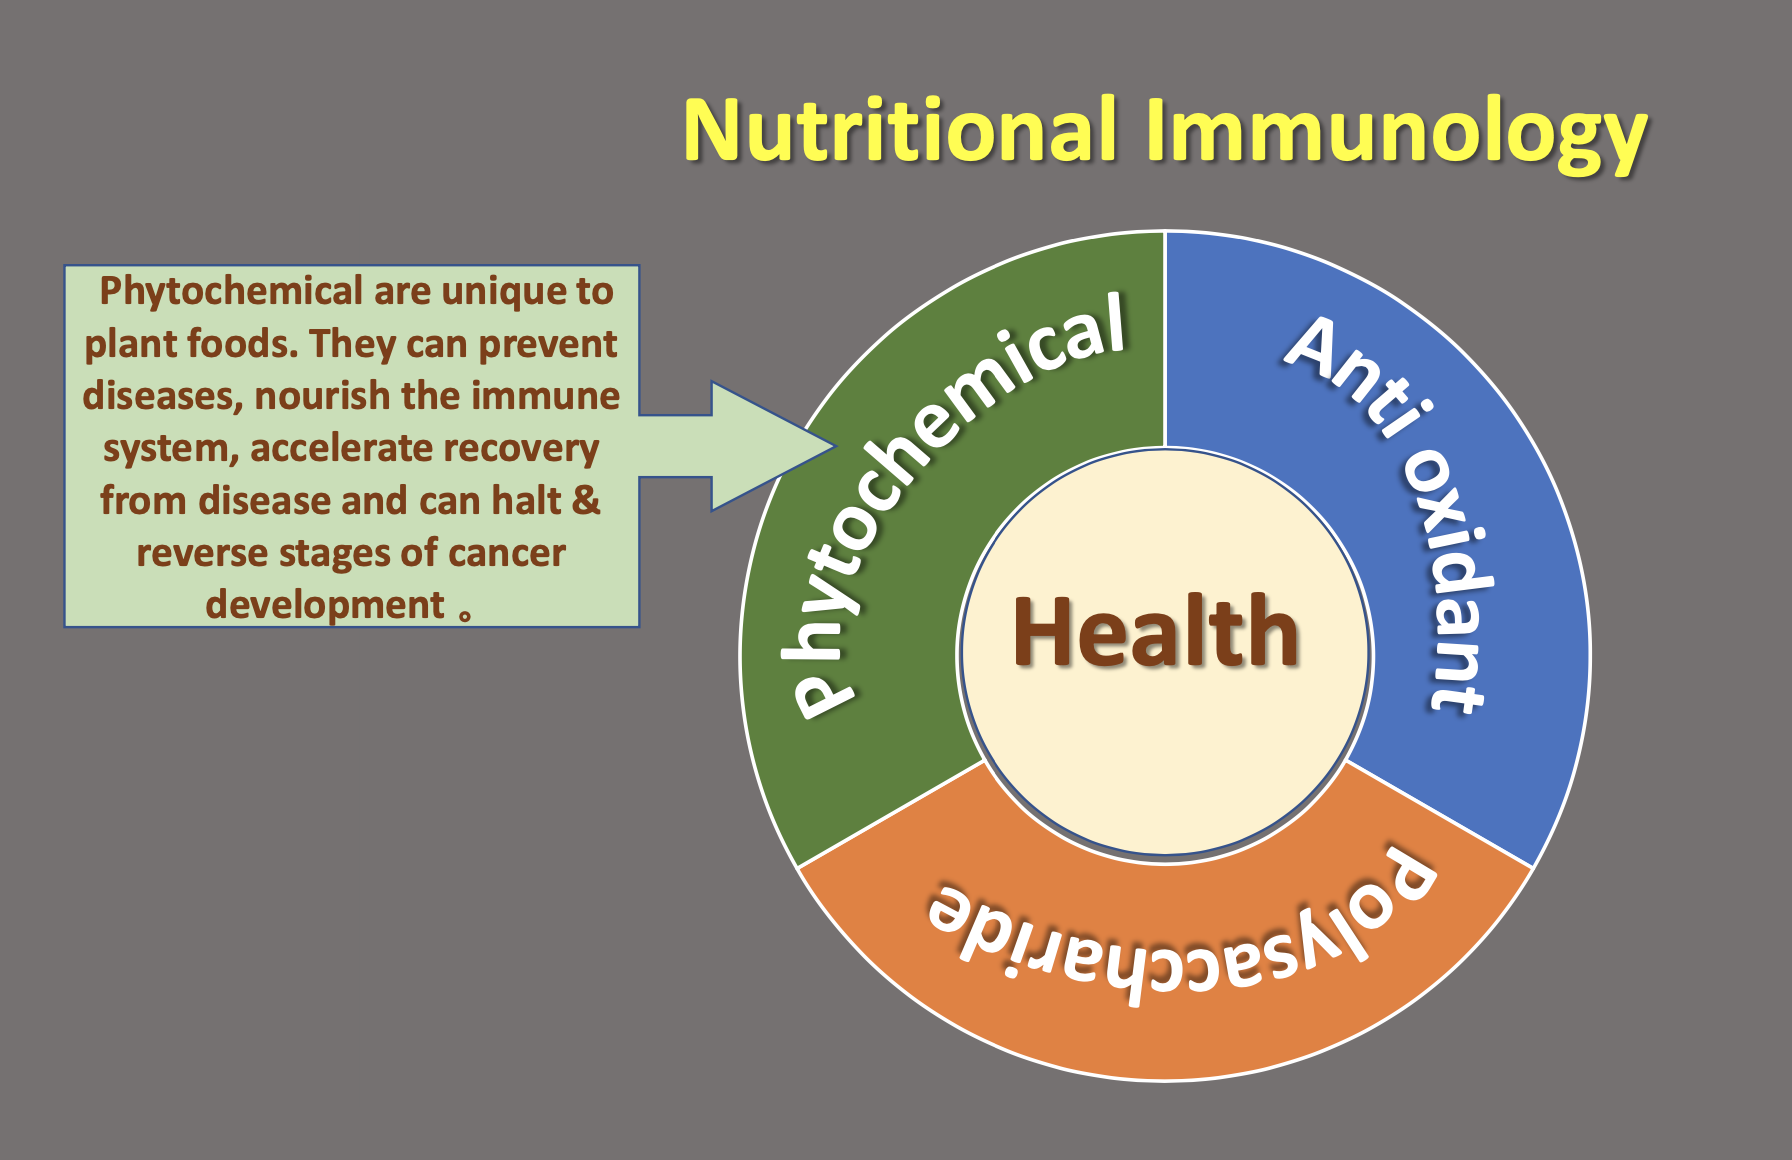 Nutritional Immunology
Phytochemical are unique to
plant foods. They can prevent
diseases, nourish the immune
system, accelerate recovery
from disease and can halt &
reverse stages of cancer
development 。
Phytochemical
Anti oxidant
Health
Polysaccharide